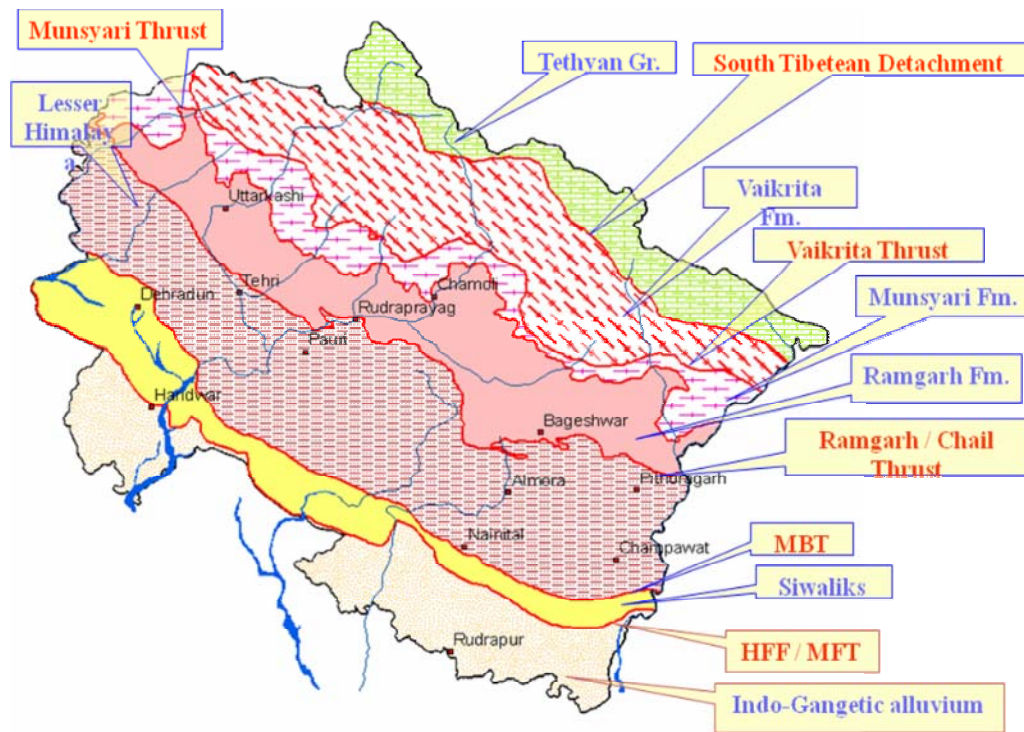 Munsyari Thrust
Tethyan Gr.
South Tibetean Detachment
Lesser
Himalay
a
Vaikrita
Fm.
Uttarkashi
Vaikrita Thrust
Munsyari Fm.
Dehradun
Tehri
Chamoli
Rudraprayag
Pauri
Ramgarh Fm.
Haridwar
Bageshwar
Ramgarh / Chail
Thrust
Almora
Pithoragarh
Nainital
Champawat
MBT
Siwaliks
Rudrapur
HFF / MFT
Indo-Gangetic alluvium